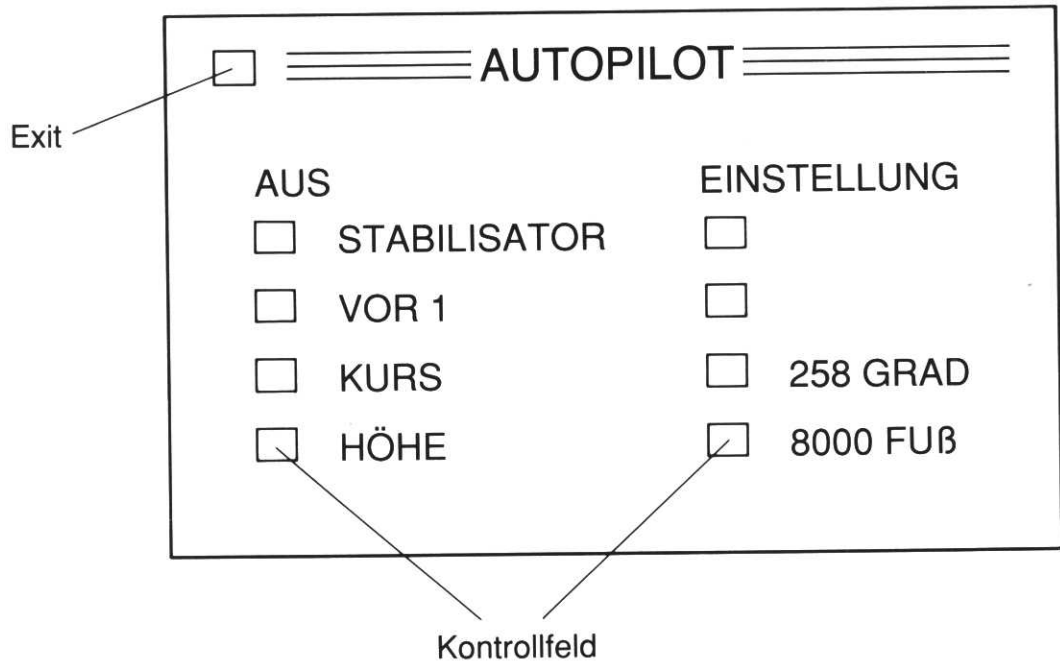 AUTOPILOT
Exit
AUS EINSTELLUNG
STABILISATOR
VOR 1
KURS 258 GRAD
HÖHE 8000 FUß
Kontrollfeld